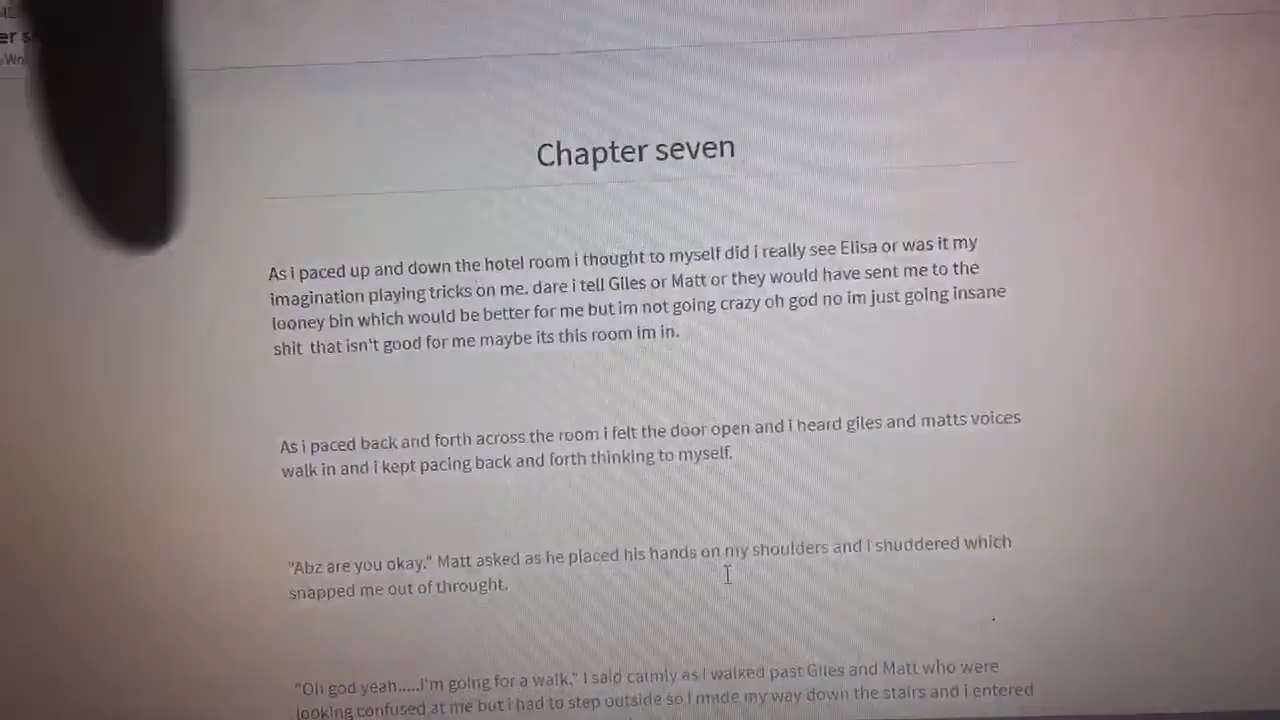 Chapter seven
As i paced up and down the hotel room i thought to myself did i really see Elisa or was it my
imagination playing tricks on me. dare i tell Giles or Matt or they would have sent me to the
looney bin which would be better for me but im not going crazy oh god no im just going insane
shit that isn't good for me maybe its this room im in.
As i paced back and forth across the room i felt the door open and i heard giles and matts voices
walk in and i kept pacing back and forth thinking to myself.
"Abz are you okay." Matt asked as he placed his hands on my shoulders and i shuddered which
snapped me out of throught.
"Oh god yeah.....I'm going for a walk." I said calmly as i walked past Giles and Matt who were
looking confused at me but i had to step outside so I made my way down the stairs and i entered